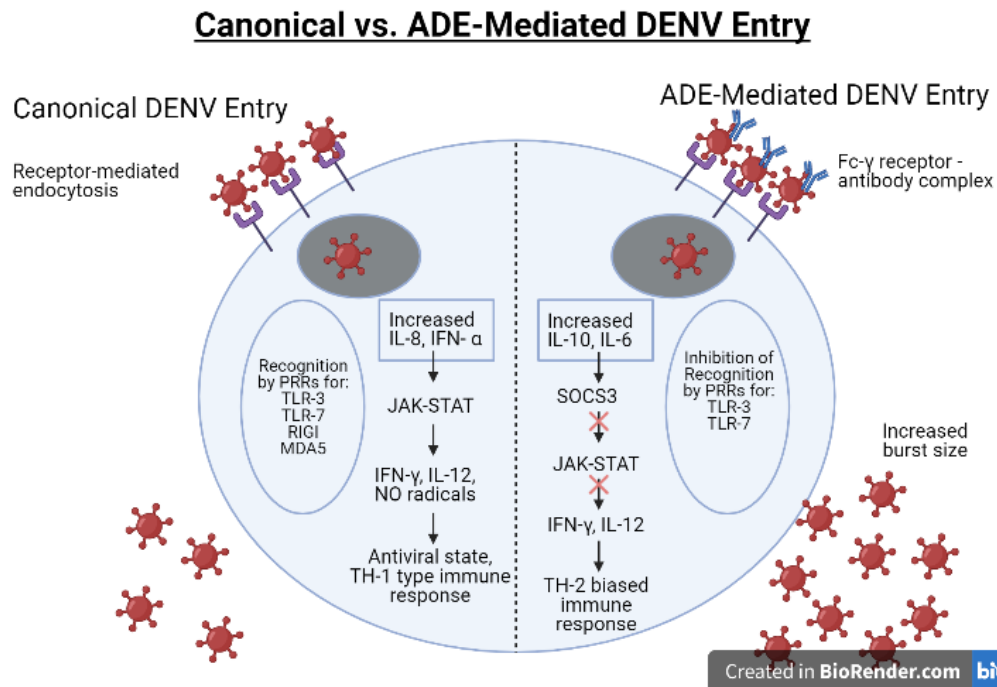 Canonical vs. ADE-Mediated DENV Entry
Canonical DENV Entry
Receptor-mediated
endocytosis
ADE-Mediated DENV Entry
Fc-γ receptor -
antibody complex
Increased
IL-8, IFN- α
JAK-STAT
IFN-γ, IL-12,
NO radicals
Antiviral state,
TH-1 type immune
response
Recognition
by PRRs for:
TLR-3
TLR-7
RIGI
MDA5
Increased
IL-10, IL-6
SOCS3
JAK-STAT
IFN-γ, IL-12
TH-2 biased
immune
response
Inhibition of
Recognition
by PRRs for:
TLR-3
TLR-7
Increased
burst size
Created in BioRender.com